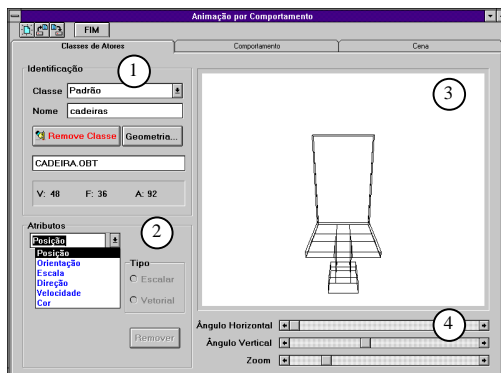 Animação por Comportamento
FIM
Classes de Atores
Comportamento
Cena
Identificação
1
Classe
Padrão
Nome
cadeiras
Remove Classe
Geometria...
CADEIRA.OBT
V: 48 F: 36 A: 92
3
Atributos
2
Posição
Posição
Orientação
Escala
Direção
Velocidade
Cor
Tipo
Escalar
Vetorial
Remover
Ângulo Horizontal
4
Ângulo Vertical
Zoom